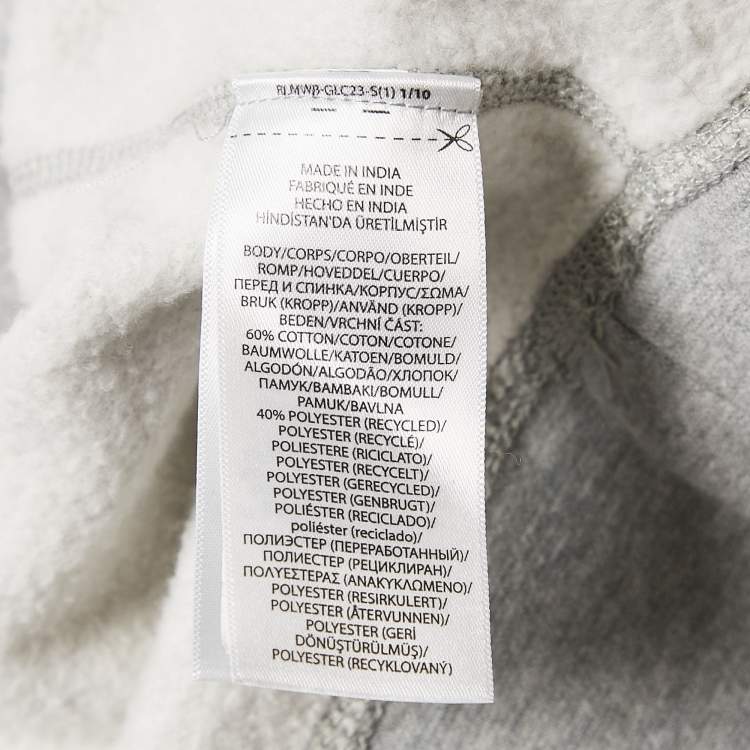 RLMWB-GLC23-S(1) 1/10
MADE IN INDIA
FABRIQUÉ EN INDE
HECHO EN INDIA
HİNDİSTAN'DA ÜRETİLMİŞTİR
BODY/CORPS/CORPO/OBERTEIL/
ROMP/HOVEDDEL/CUERPO/
ПЕРЕД И СПИНКА/КОРПУС/ΣΩΜΑ/
BRUK (KROPP)/ANVÄND (KROPP)/
BEDEN/VRCHNÍ ČÁST:
60% COTTON/COTON/COTONE/
BAUMWOLLE/KATOEN/BOMULD/
ALGODÓN/ALGODÃO/ХЛОПОК/
ПАМУК/ΒΑΜΒΑΚΙ/BOMULL/
PAMUK/BAVLNA
40% POLYESTER (RECYCLED)/
POLYESTER (RECYCLÉ)/
POLIESTERE (RICICLATO)/
POLYESTER (RECYCELT)/
POLYESTER (GERECYCLED)/
POLYESTER (GENBRUGT)/
POLIÉSTER (RECICLADO)/
poliéster (reciclado)/
ПОЛИЭСТЕР (ПЕРЕРАБОТАННЫЙ)/
ПОЛИЕСТЕР (РЕЦИКЛИРАН)/
ΠΟΛΥΕΣΤΕΡΑΣ (ΑΝΑΚΥΚΛΩΜΕΝΟ)/
POLYESTER (RESIRKULERT)/
POLYESTER (ÅTERVUNNEN)/
POLYESTER (GERİ
DÖNÜŞTÜRÜLMÜŞ)/
POLYESTER (RECYKLOVANÝ)